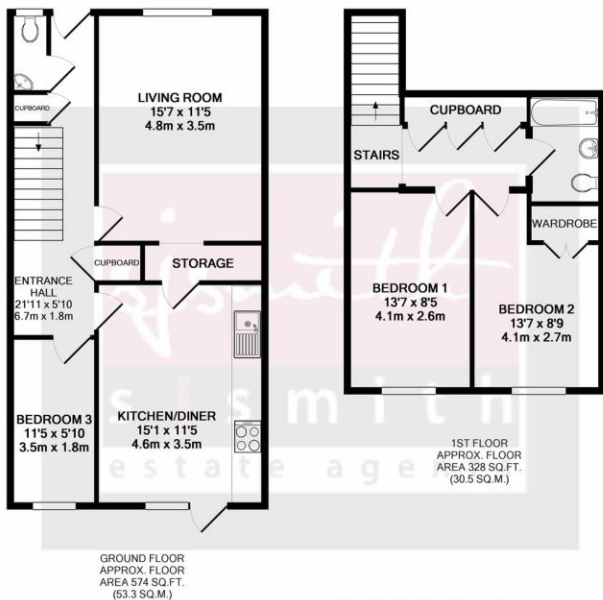 CUPBOARD
LIVING ROOM
15'7 x 11'5
4.8m x 3.5m
ENTRANCE
HALL
21'11 x 5'10
6.7m x 1.8m
CUPBOARD
STORAGE
BEDROOM 3
11'5 x 5'10
3.5m x 1.8m
KITCHEN/DINER
15'1 x 11'5
4.6m x 3.5m
GROUND FLOOR
APPROX. FLOOR
AREA 574 SQ.FT.
(53.3 SQ.M.)
CUPBOARD
STAIRS
WARDROBE
BEDROOM 1
13'7 x 8'5
4.1m x 2.6m
BEDROOM 2
13'7 x 8'9
4.1m x 2.7m
1ST FLOOR
APPROX. FLOOR
AREA 328 SQ.FT.
(30.5 SQ.M.)
sjsmith
sjsmith
estate agent